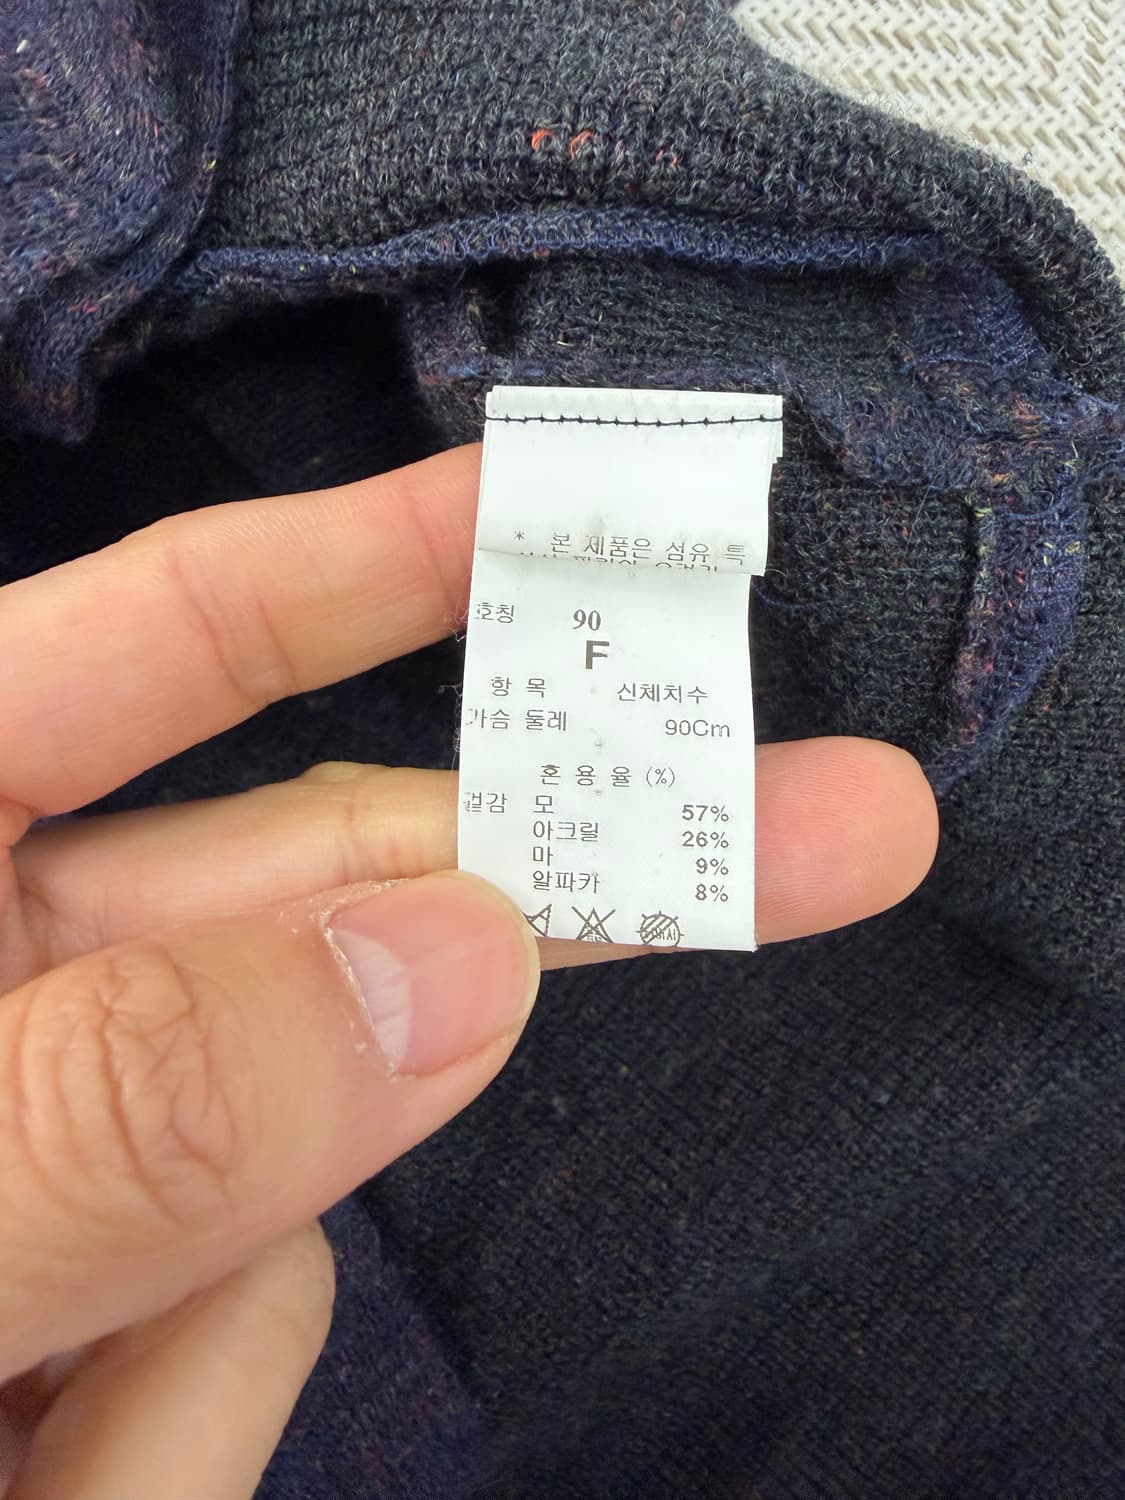 * 본 제품은 섬유 특
호칭 90
F
항 목 신체치수
가슴 둘레 90Cm
혼 용 율 (%)
겉감 모 57%
아크릴 26%
마 9%
알파카 8%